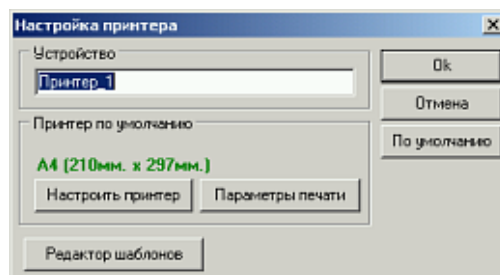 Настройка принтера
Устройство
Ok
Принтер_1
Отмена
Принтер по умолчанию
По умолчанию
A4 (210мм. x 297мм.)
Настроить принтер Параметры печати
Редактор шаблонов